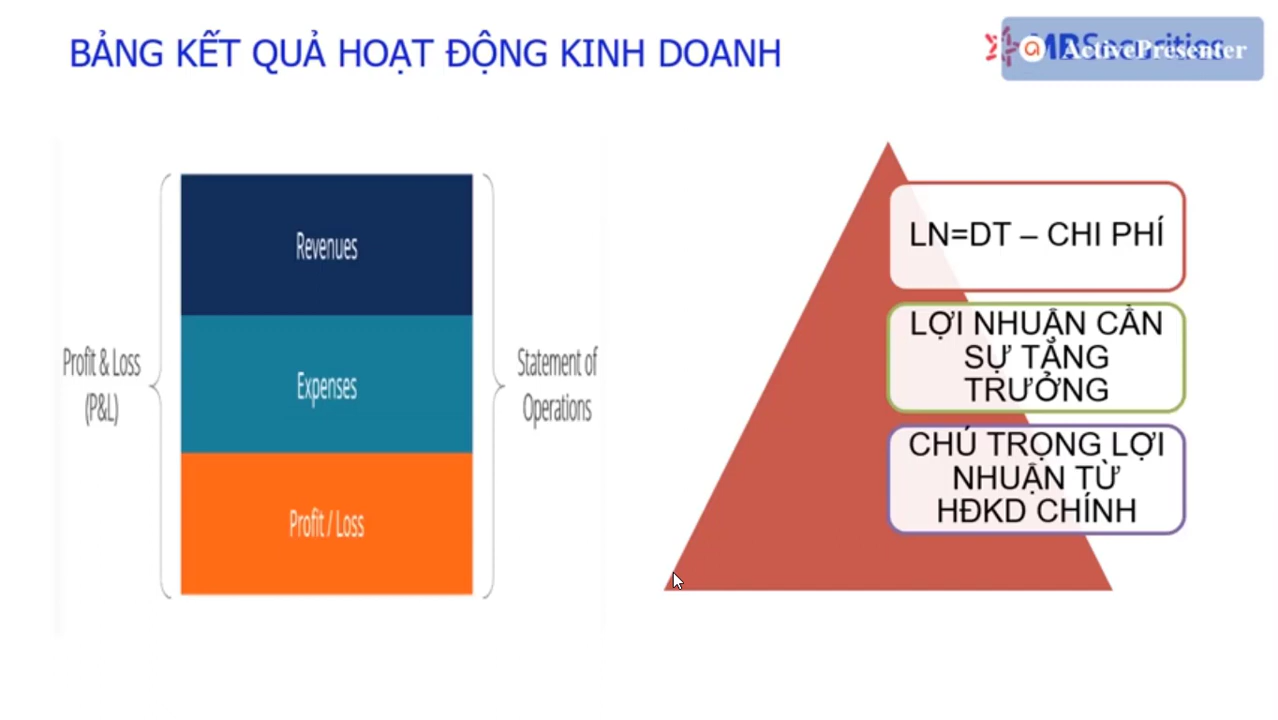 BẢNG KẾT QUẢ HOẠT ĐỘNG KINH DOANH
ActivePresenter
Revenues
Expenses
Profit / Loss
Profit & Loss
(P&L)
Statement of
Operations
LN=DT – CHI PHÍ
LỢI NHUẬN CẦN
SỰ TĂNG
TRƯỞNG
CHÚ TRỌNG LỢI
NHUẬN TỪ
HĐKD CHÍNH